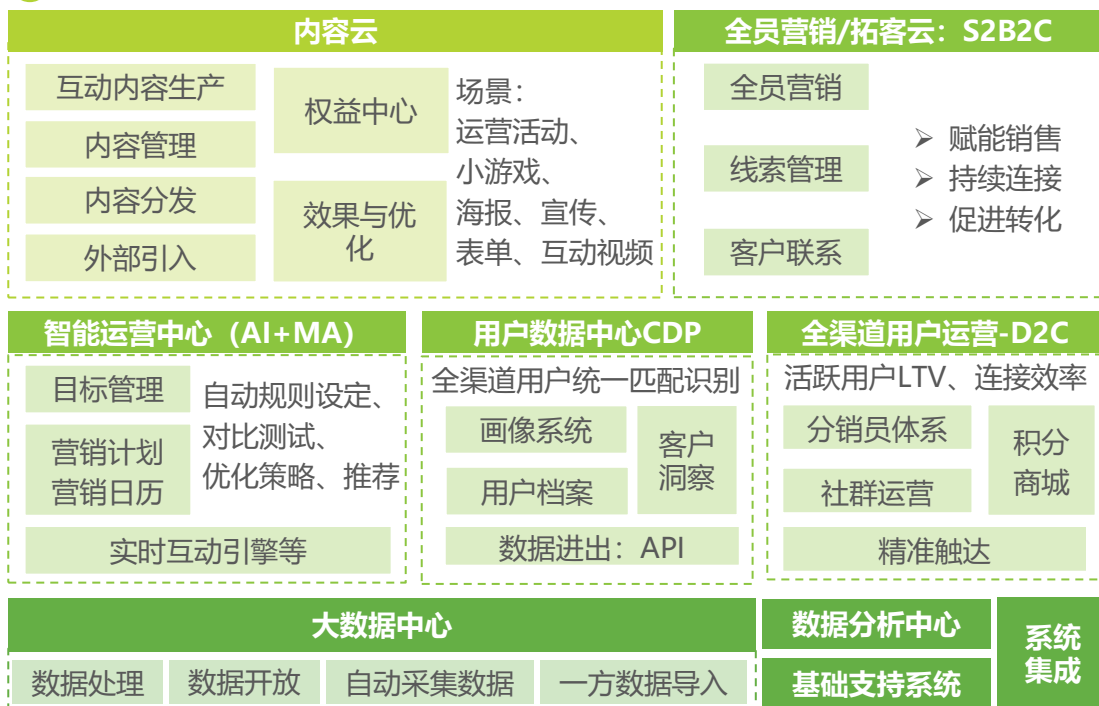 内容云
互动内容生产
内容管理
内容分发
外部引入
权益中心
效果与优
化
场景：
运营活动、
小游戏、
海报、宣传、
表单、互动视频
全员营销/拓客云：S2B2C
全员营销
线索管理
客户联系
➢ 赋能销售
➢ 持续连接
➢ 促进转化
智能运营中心（AI+MA）
目标管理
营销计划
营销日历
自动规则设定、
对比测试、
优化策略、推荐
实时互动引擎等
用户数据中心CDP
全渠道用户统一匹配识别
画像系统
用户档案
客户
洞察
数据进出：API
全渠道用户运营-D2C
活跃用户LTV、连接效率
分销员体系
社群运营
积分
商城
精准触达
大数据中心
数据处理
数据开放
自动采集数据
一方数据导入
数据分析中心
基础支持系统
系统
集成